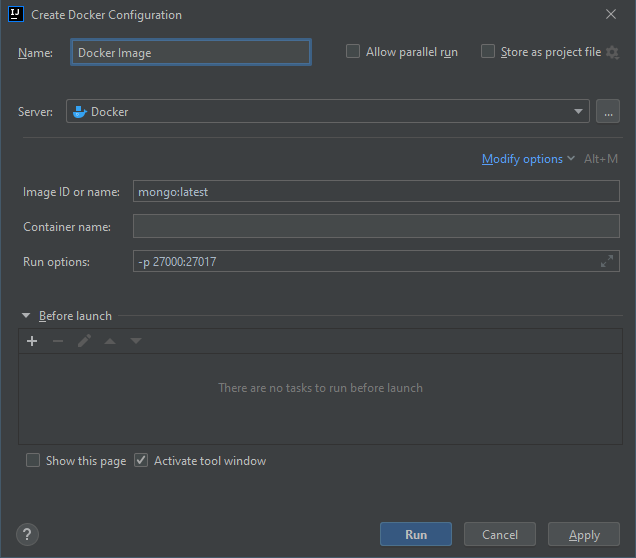 IJ Create Docker Configuration
Name: Docker Image Allow parallel run Store as project file
Server: Docker ...
Modify options Alt+M
Image ID or name: mongo:latest
Container name:
Run options: -p 27000:27017
Before launch
There are no tasks to run before launch
Show this page Activate tool window
? Run Cancel Apply